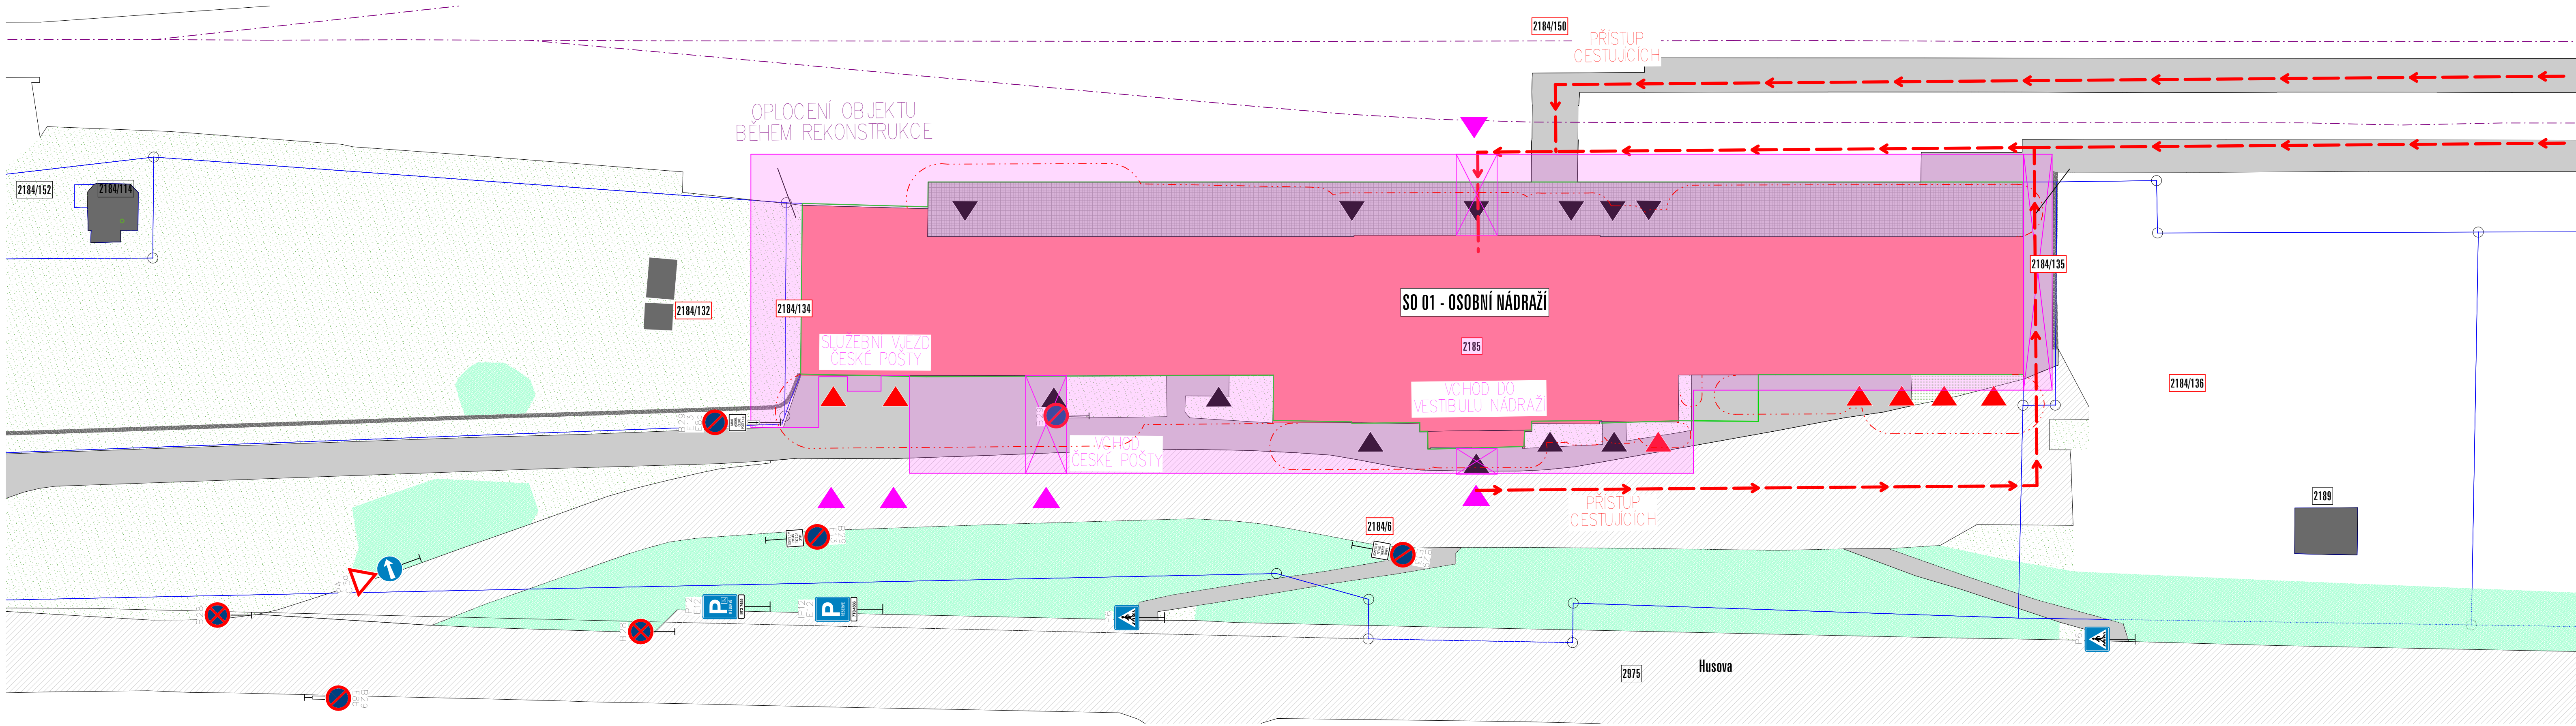 2184/150
PŘÍSTUP
CESTUJÍCÍCH
OPLOCENÍ OBJEKTU
BĚHEM REKONSTRUKCE
2184/152
2184/114
2184/132
2184/134
2184/135
SO 01 - OSOBNÍ NÁDRAŽÍ
2185
SLUŽEBNÍ VJEZD
ČESKÉ POŠTY
VCHOD DO
VESTIBULU NÁDRAŽÍ
2184/136
VCHOD
ČESKÉ POŠTY
PŘÍSTUP
CESTUJÍCÍCH
2184/6
2189
P
P
2975
Husova